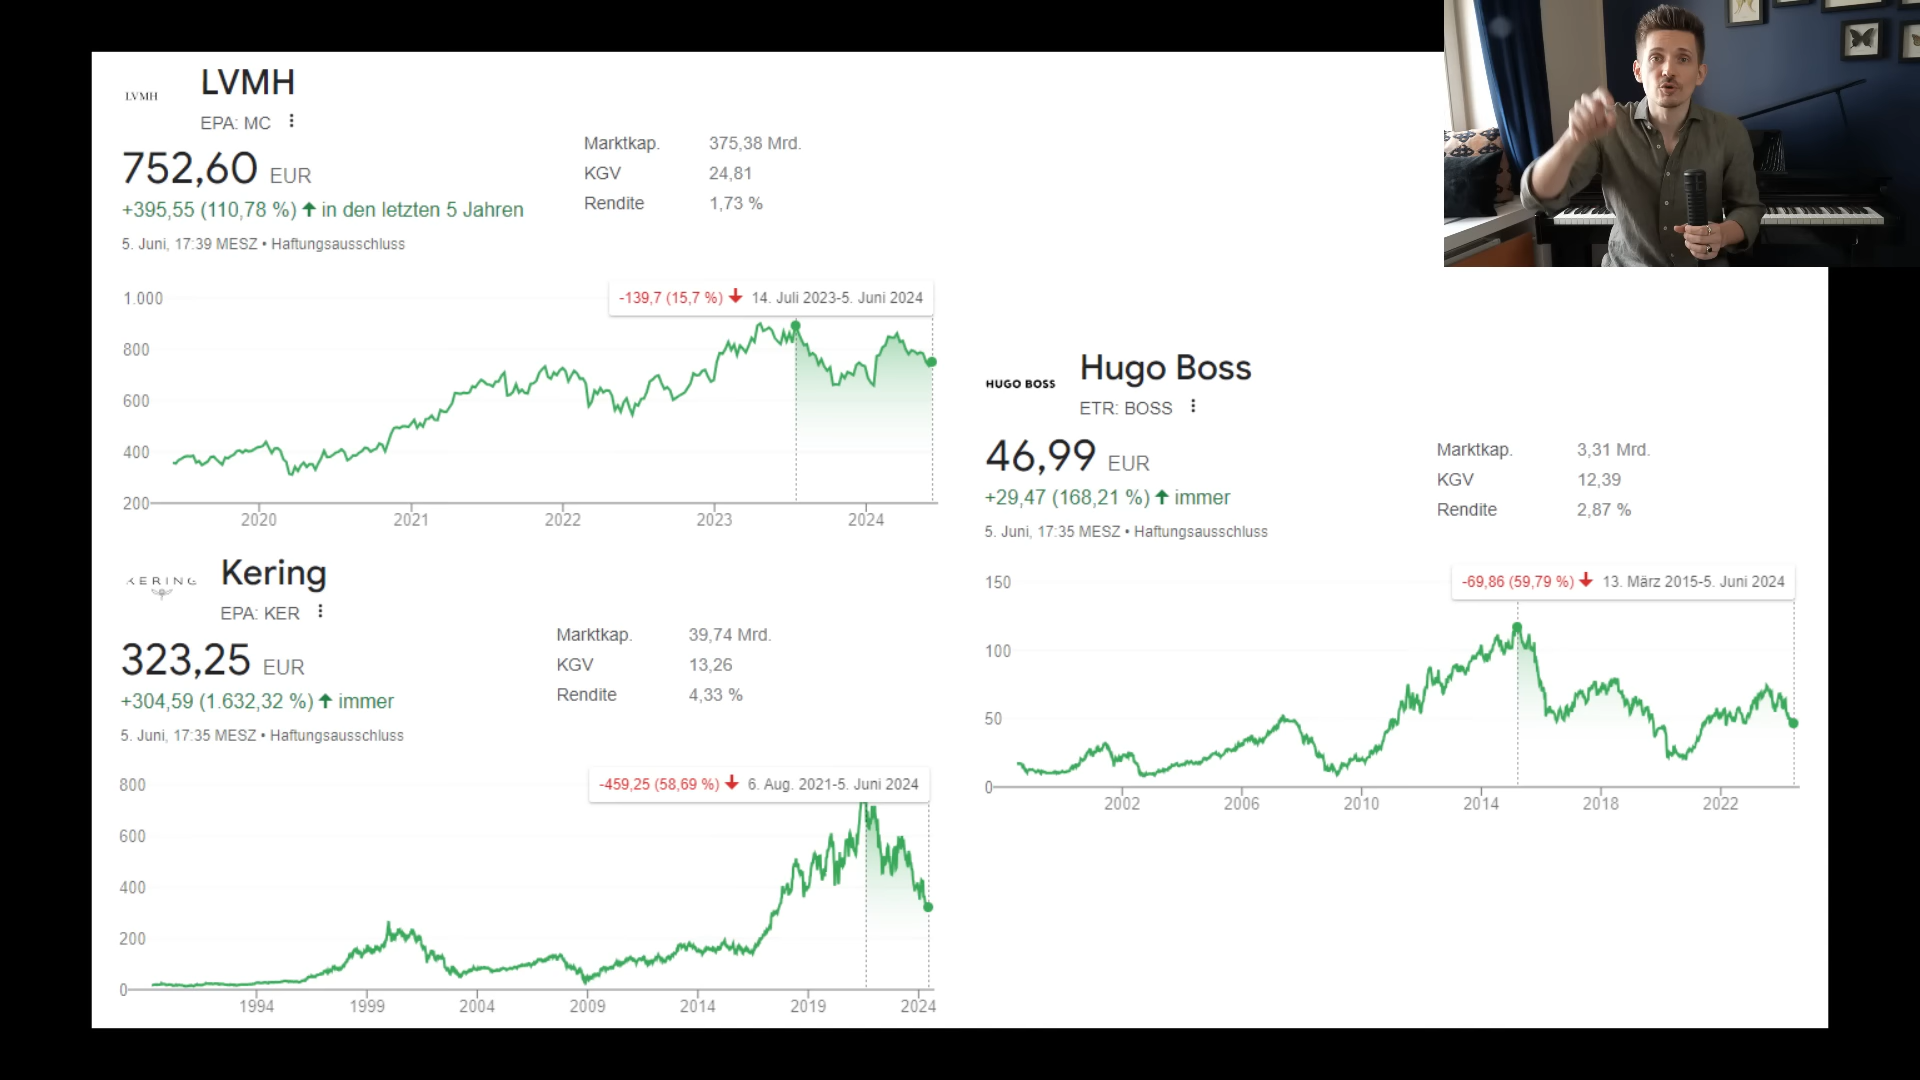 LVMH
LVMH
EPA: MC
752,60 EUR
+395,55 (110,78 %) in den letzten 5 Jahren
5. Juni, 17:39 MESZ • Haftungsausschluss
Marktkap. 375,38 Mrd.
KGV 24,81
Rendite 1,73 %
-139,7 (15,7 %) 14. Juli 2023-5. Juni 2024
1.000
800
600
400
200
2020 2021 2022 2023 2024
KERING
Kering
EPA: KER
323,25 EUR
+304,59 (1.632,32 %) immer
5. Juni, 17:35 MESZ • Haftungsausschluss
Marktkap. 39,74 Mrd.
KGV 13,26
Rendite 4,33 %
-459,25 (58,69 %) 6. Aug. 2021-5. Juni 2024
800
600
400
200
0
1994 1999 2004 2009 2014 2019 2024
HUGO BOSS
Hugo Boss
ETR: BOSS
46,99 EUR
+29,47 (168,21 %) immer
5. Juni, 17:35 MESZ • Haftungsausschluss
Marktkap. 3,31 Mrd.
KGV 12,39
Rendite 2,87 %
-69,86 (59,79 %) 13. März 2015-5. Juni 2024
150
100
50
0
2002 2006 2010 2014 2018 2022